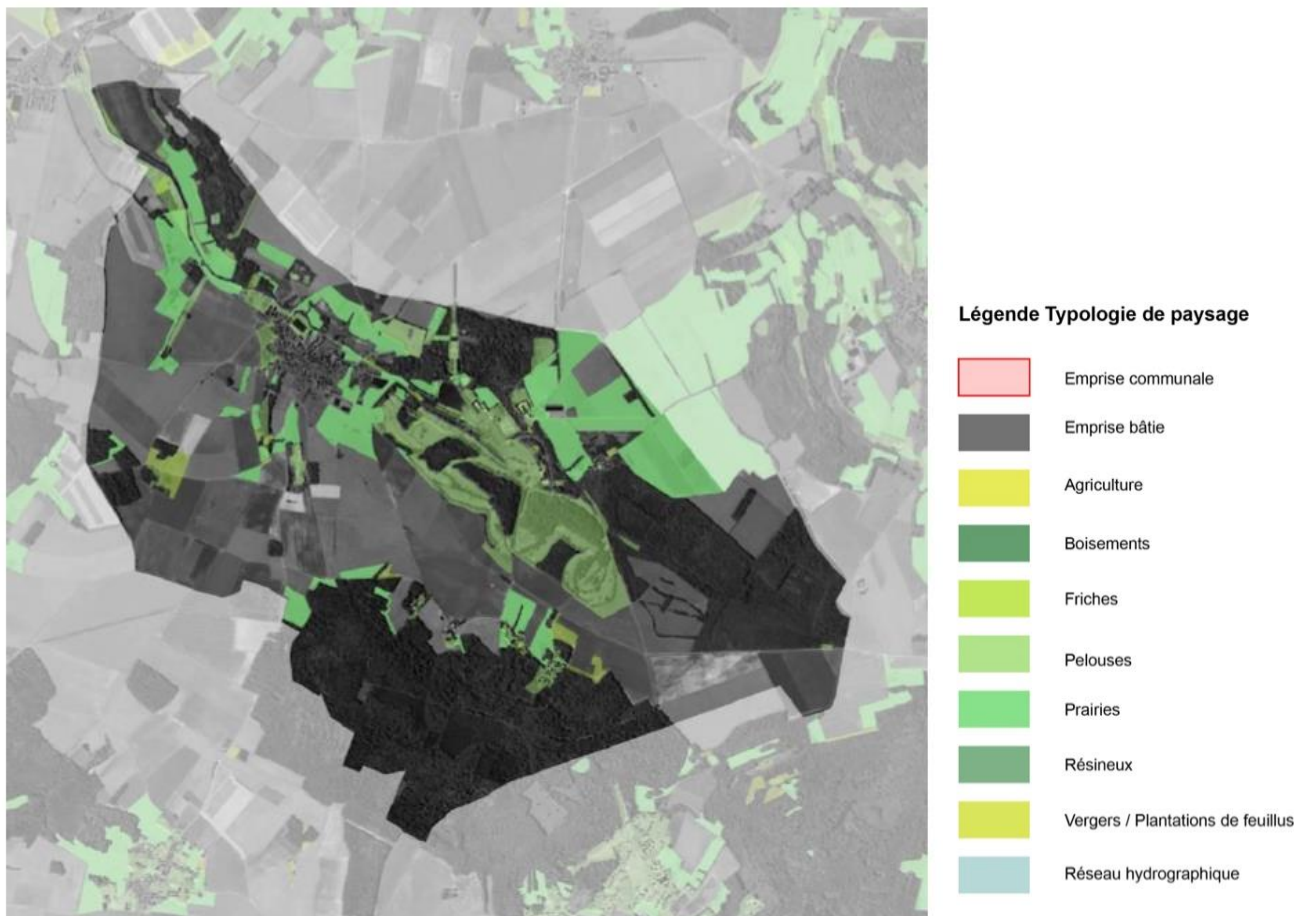 Légende Typologie de paysage
Emprise communale
Emprise bâtie
Agriculture
Boisements
Friches
Pelouses
Prairies
Résineux
Vergers / Plantations de feuillus
Réseau hydrographique